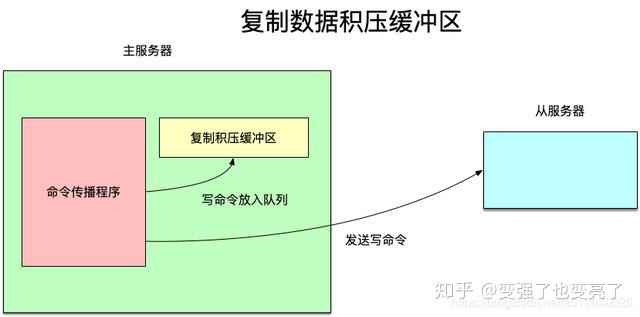 复制数据积压缓冲区
主服务器
从服务器
复制积压缓冲区
命令传播程序
写命令放入队列
发送写命令
知乎 @变强了也变亮了